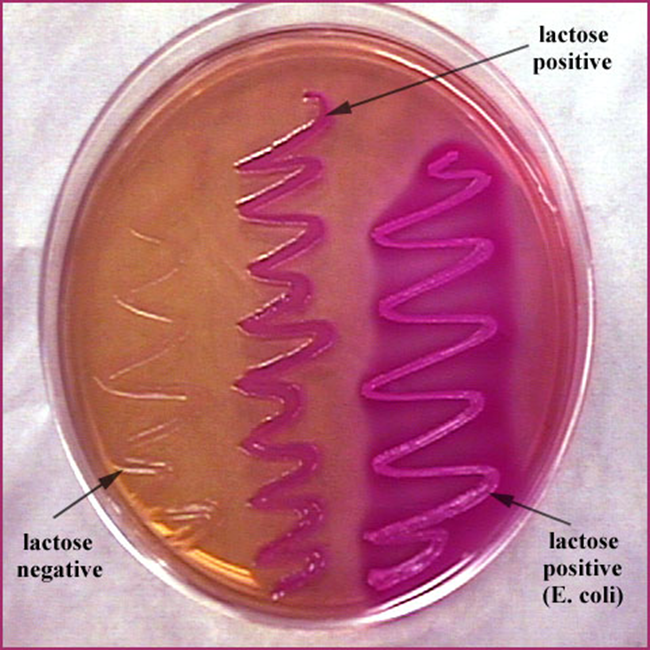 lactose
positive
lactose
negative
lactose
positive
(E. coli)